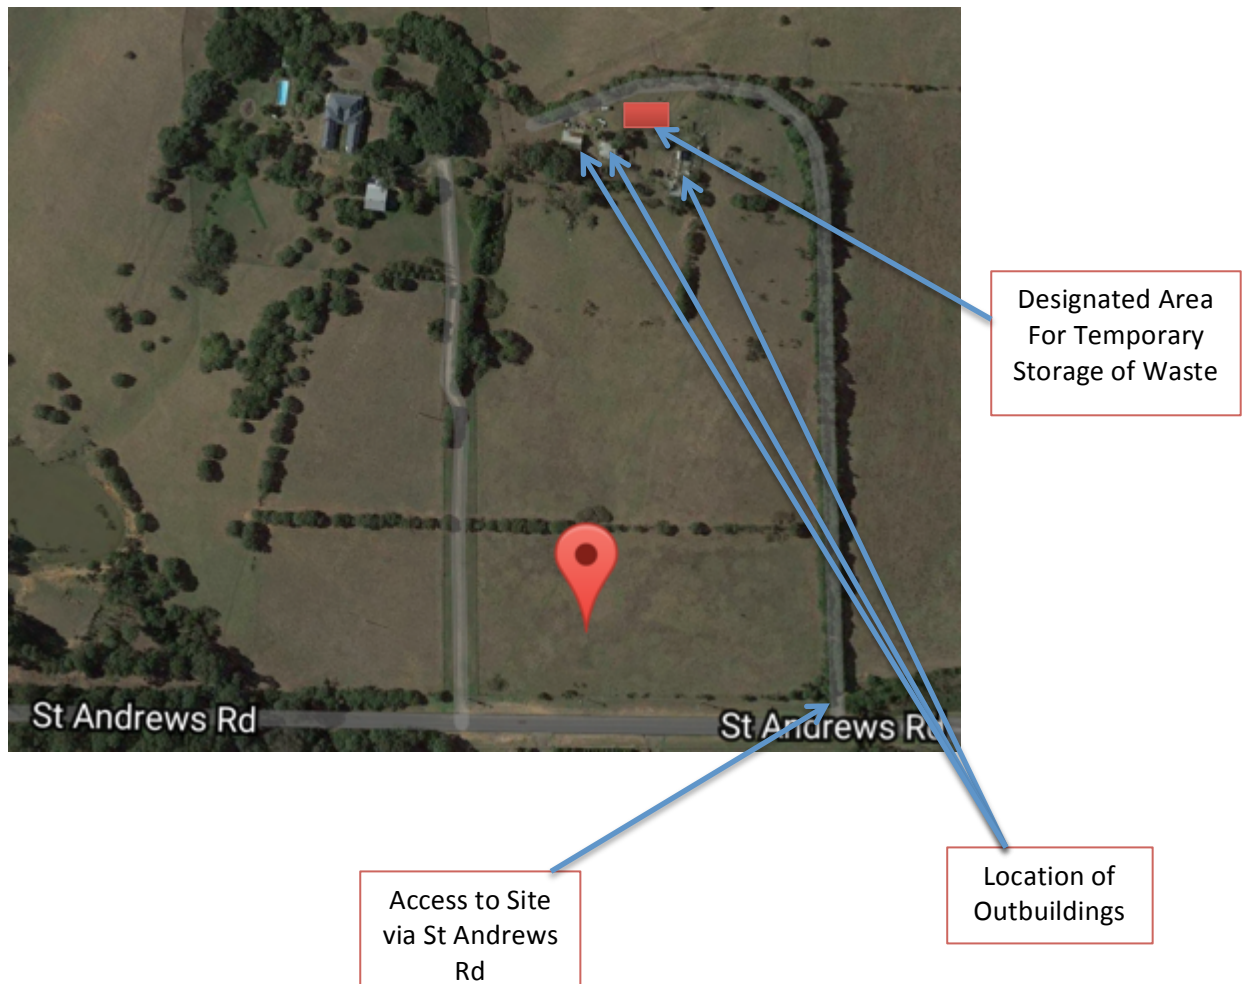 Designated Area
For Temporary
Storage of Waste
St Andrews Rd
St Andrews Rd
Location of
Outbuildings
Access to Site
via St Andrews
Rd